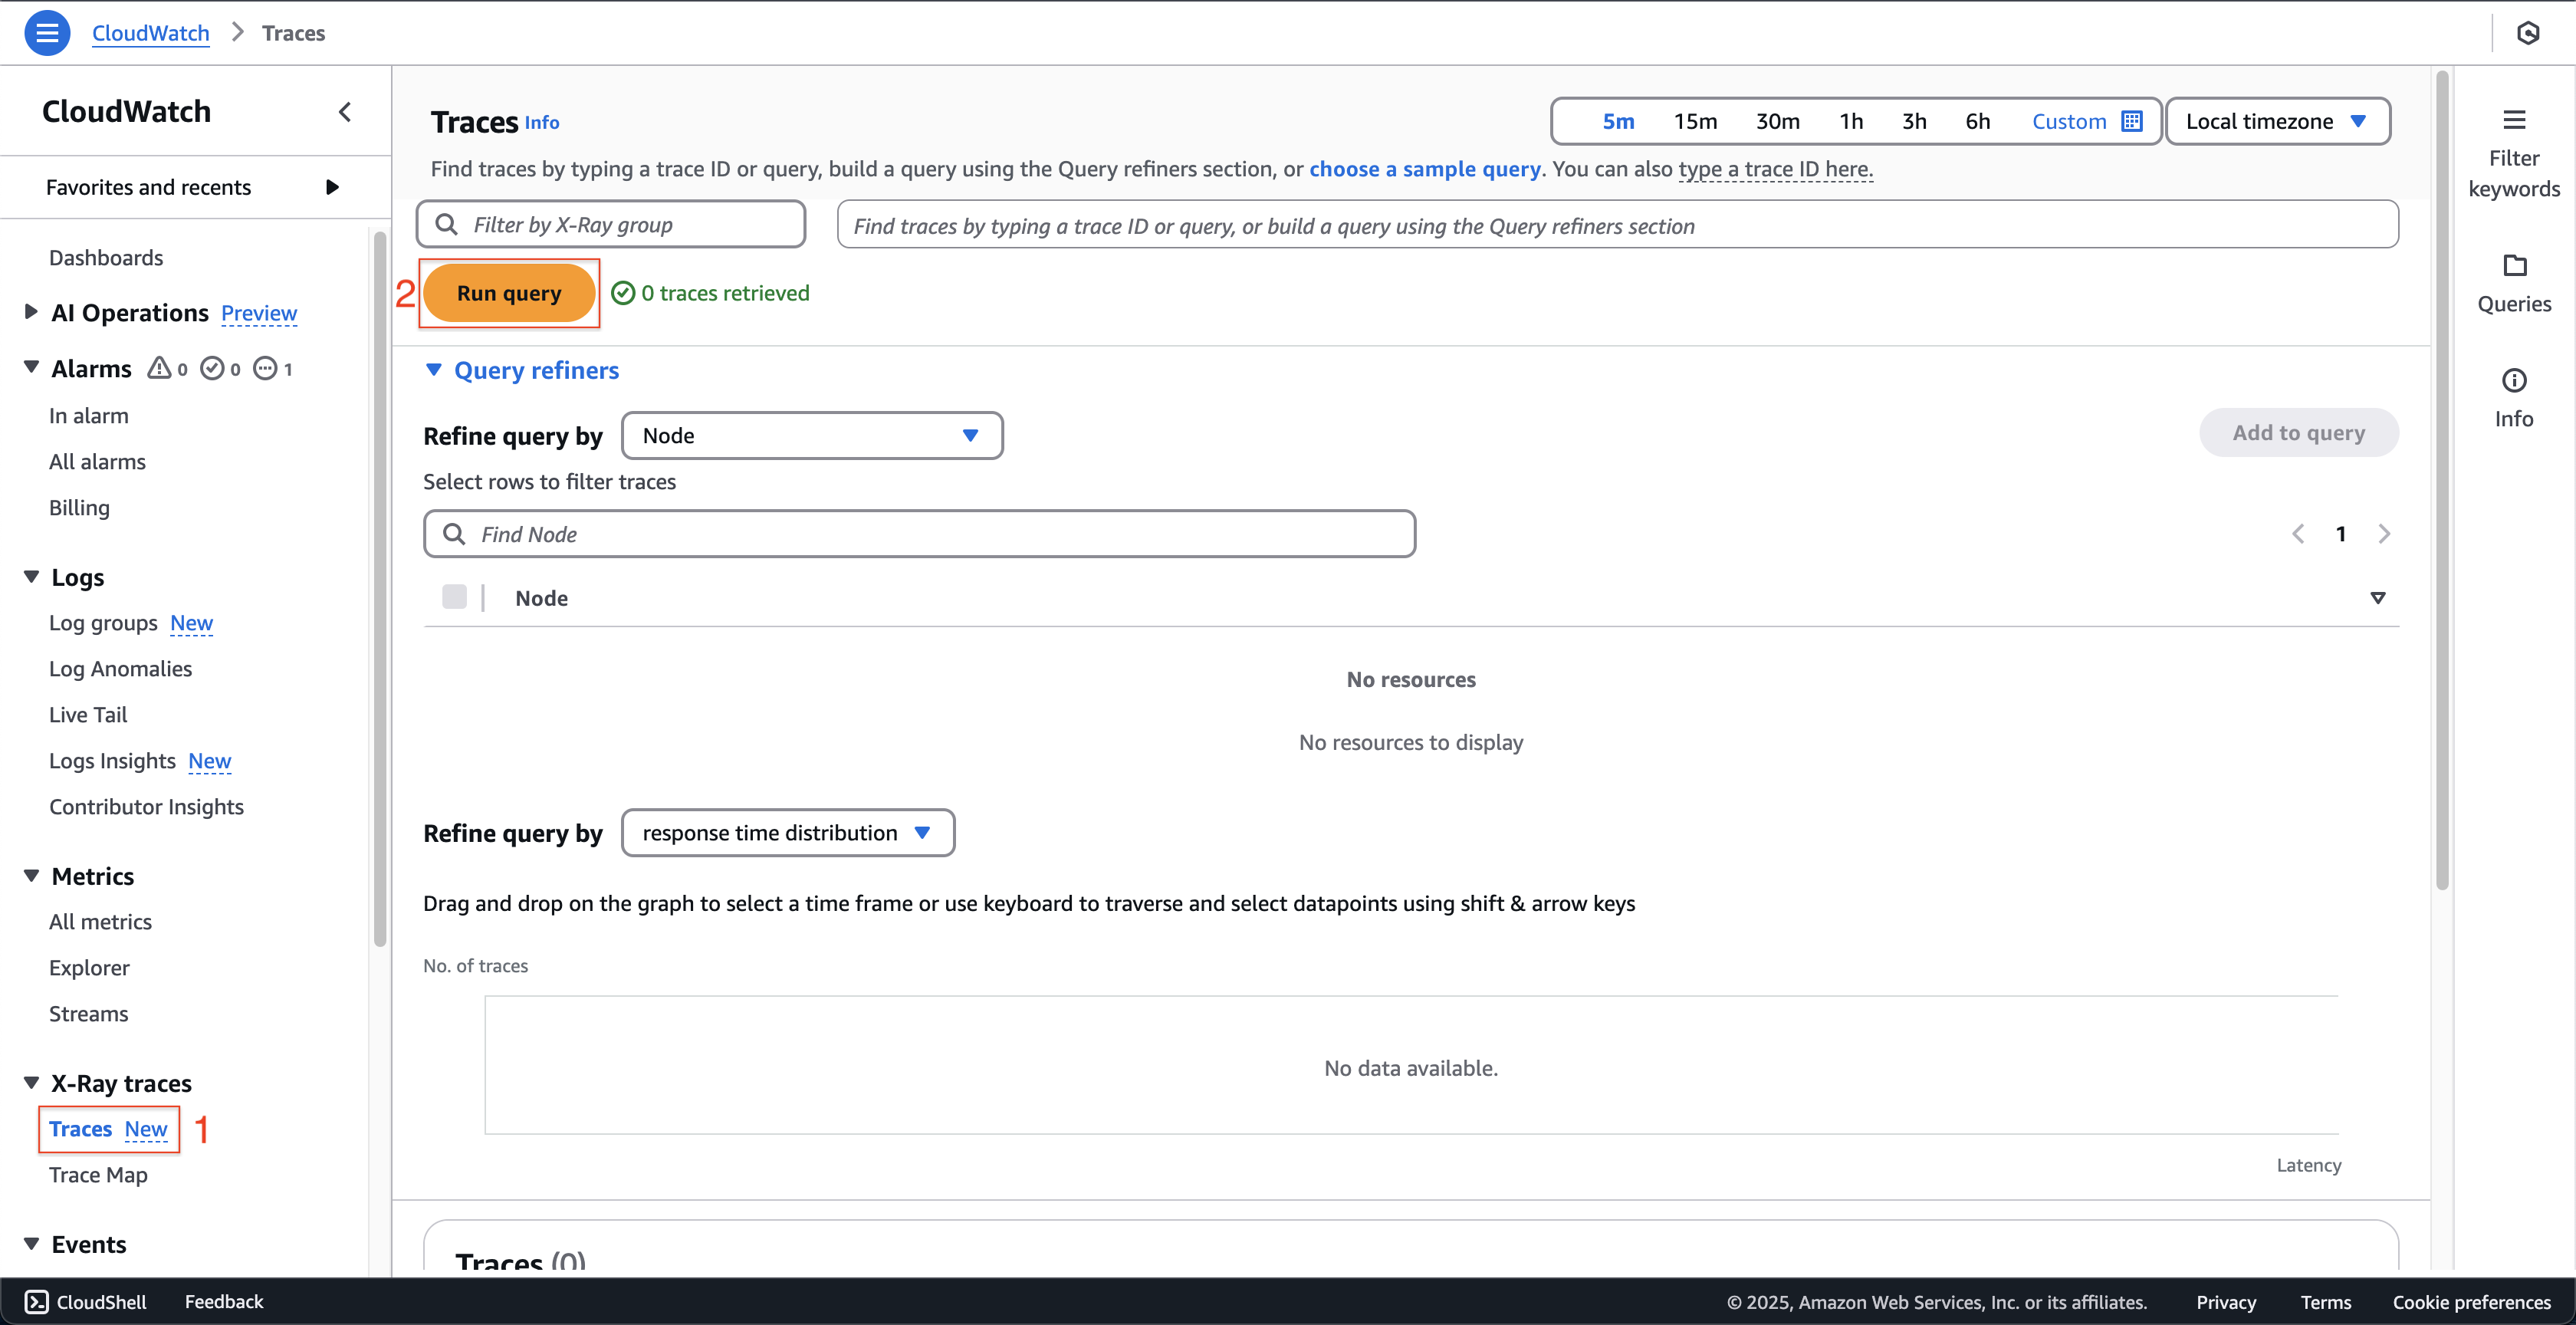 CloudWatch > Traces
CloudWatch
Favorites and recents
Dashboards
AI Operations Preview
Alarms 0 0 1
In alarm
All alarms
Billing
Logs
Log groups New
Log Anomalies
Live Tail
Logs Insights New
Contributor Insights
Metrics
All metrics
Explorer
Streams
X-Ray traces
Traces New 1
Trace Map
Events
Traces Info
5m 15m 30m 1h 3h 6h Custom
Local timezone
Find traces by typing a trace ID or query, build a query using the Query refiners section, or choose a sample query. You can also type a trace ID here.
Filter by X-Ray group
Find traces by typing a trace ID or query, or build a query using the Query refiners section
2 Run query 0 traces retrieved
Query refiners
Refine query by Node
Add to query
Select rows to filter traces
Find Node
1
Node
No resources
No resources to display
Refine query by response time distribution
Drag and drop on the graph to select a time frame or use keyboard to traverse and select datapoints using shift & arrow keys
No. of traces
No data available.
Latency
Traces (0)
Filter
keywords
Queries
Info
CloudShell Feedback
© 2025, Amazon Web Services, Inc. or its affiliates. Privacy Terms Cookie preferences